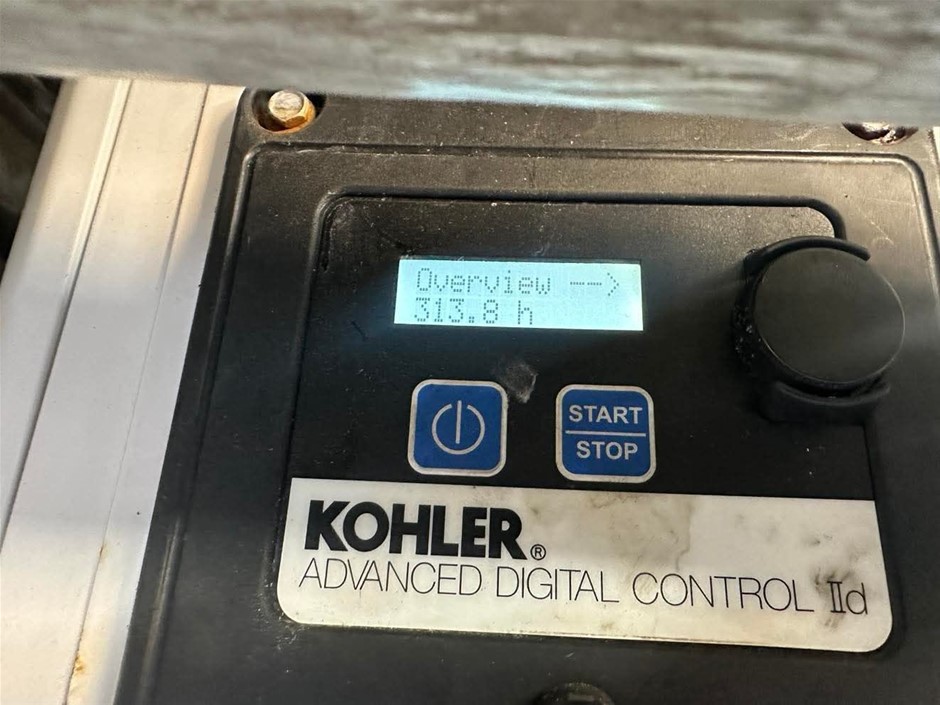 Overview -->
313.8 h
START
STOP
KOHLER®
ADVANCED DIGITAL CONTROL IId